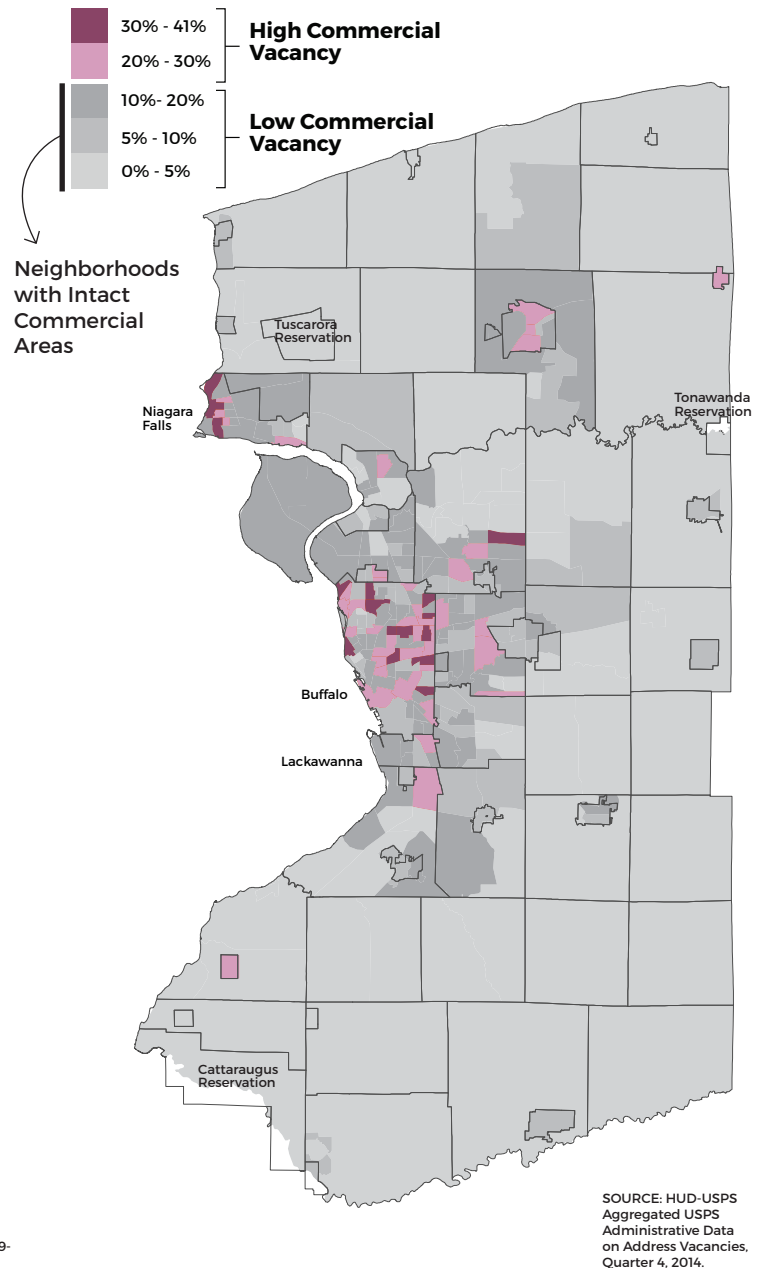 30% - 41%
20% - 30%
High Commercial
Vacancy
10%- 20%
5% - 10%
0% - 5%
Low Commercial
Vacancy
Neighborhoods
with Intact
Commercial
Areas
Tuscarora
Reservation
Niagara
Falls
Tonawanda
Reservation
Buffalo
Lackawanna
Cattaraugus
Reservation
SOURCE: HUD-USPS
Aggregated USPS
Administrative Data
on Address Vacancies,
Quarter 4, 2014.
9-